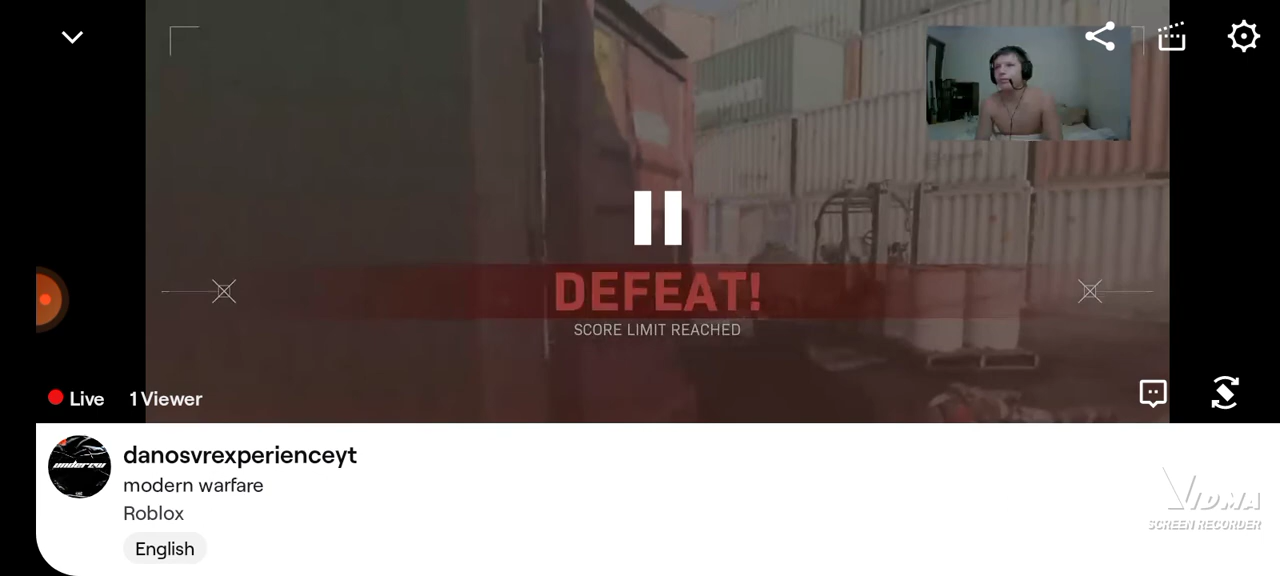 DEFEAT!
SCORE LIMIT REACHED
Live 1 Viewer
danosvrexperienceyt
modern warfare
Roblox
English
VIDMA
SCREEN RECORDER